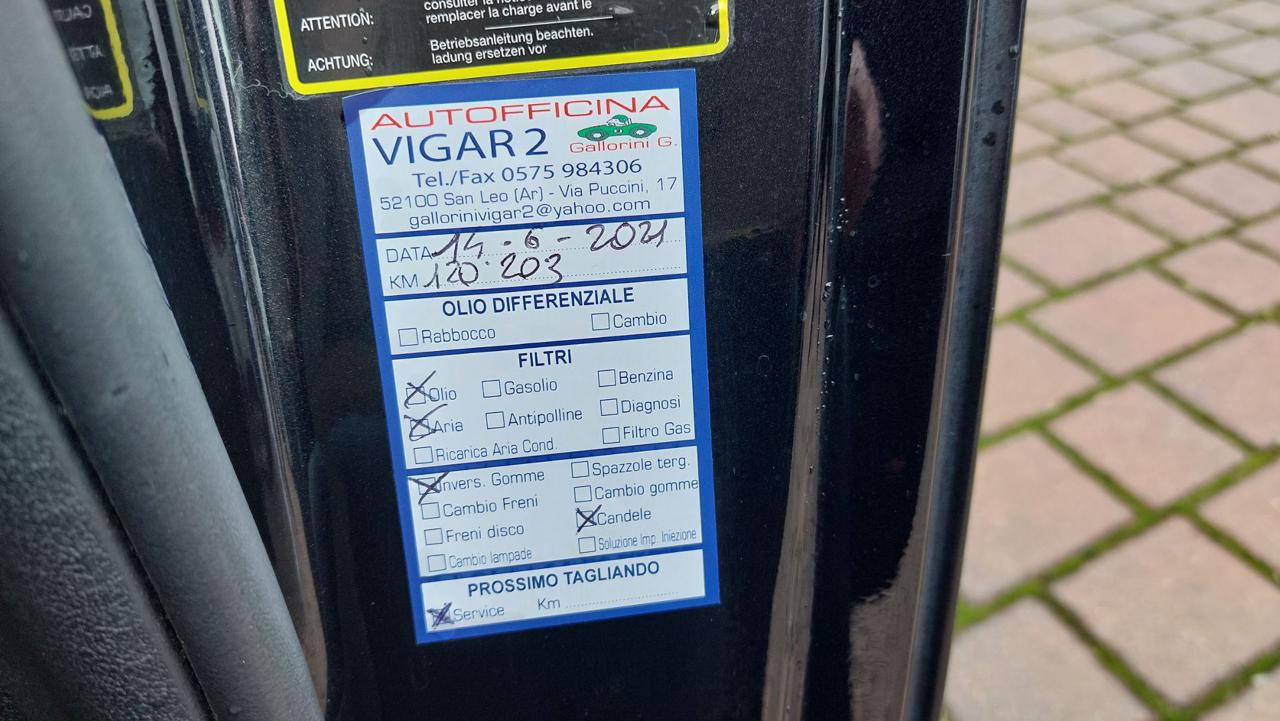 consulter la
ATTENTION:
remplacer la charge avant le
Betriebsanleitung beachten.
ACHTUNG:
ladung ersetzen vor
AUTOFFICINA
VIGAR 2
Gallorini G.
Tel./Fax 0575 984306
52100 San Leo (Ar) - Via Puccini, 17
gallorinivigar2@yahoo.com
DATA 14 - 6 - 2021
KM 120.203
OLIO DIFFERENZIALE
Rabbocco Cambio
FILTRI
Olio Gasolio Benzina
Aria Antipolline Diagnosi
Ricarica Aria Cond. Filtro Gas
Invers. Gomme Spazzole terg.
Cambio Freni Cambio gomme
Freni disco Candele
Cambio lampade Soluzione Imp. Iniezione
PROSSIMO TAGLIANDO
Service Km